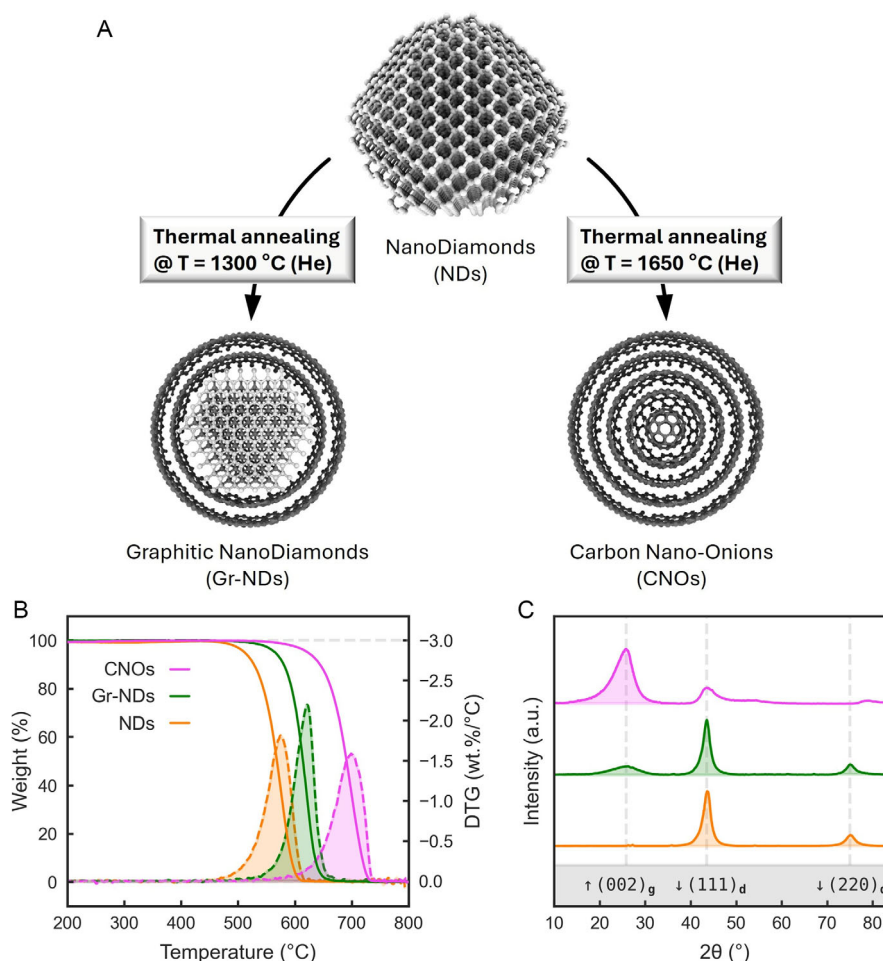 A
NanoDiamonds
(NDs)
Thermal annealing
@ T = 1300 °C (He)
Thermal annealing
@ T = 1650 °C (He)
Graphitic NanoDiamonds
(Gr-NDs)
Carbon Nano-Onions
(CNOs)
B
Weight (%)
100
80
60
40
20
0
CNOs
Gr-NDs
NDs
−3.0
−2.5
−2.0
−1.5
−1.0
−0.5
0.0
DTG (wt.%/°C)
200 300 400 500 600 700 800
Temperature (°C)
C
Intensity (a.u.)
↑(002)g ↓(111)d ↓(220)
10 20 30 40 50 60 70 80
2θ (°)